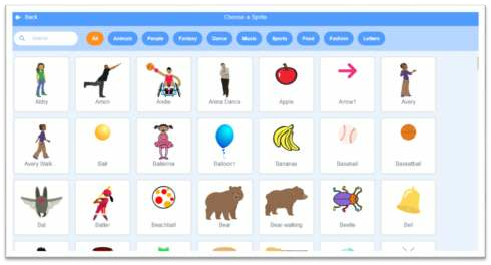 Back Choose a Sprite
Search All Animals People Fantasy Dance Music Sports Food Fashion Letters
Abby Amon Andie Anina Dance Apple Arrow1 Avery
Avery Walk... Ball Ballerina Balloon1 Bananas Baseball Basketball
Bat Batter Beachball Bear Bear-walking Beetle Bell